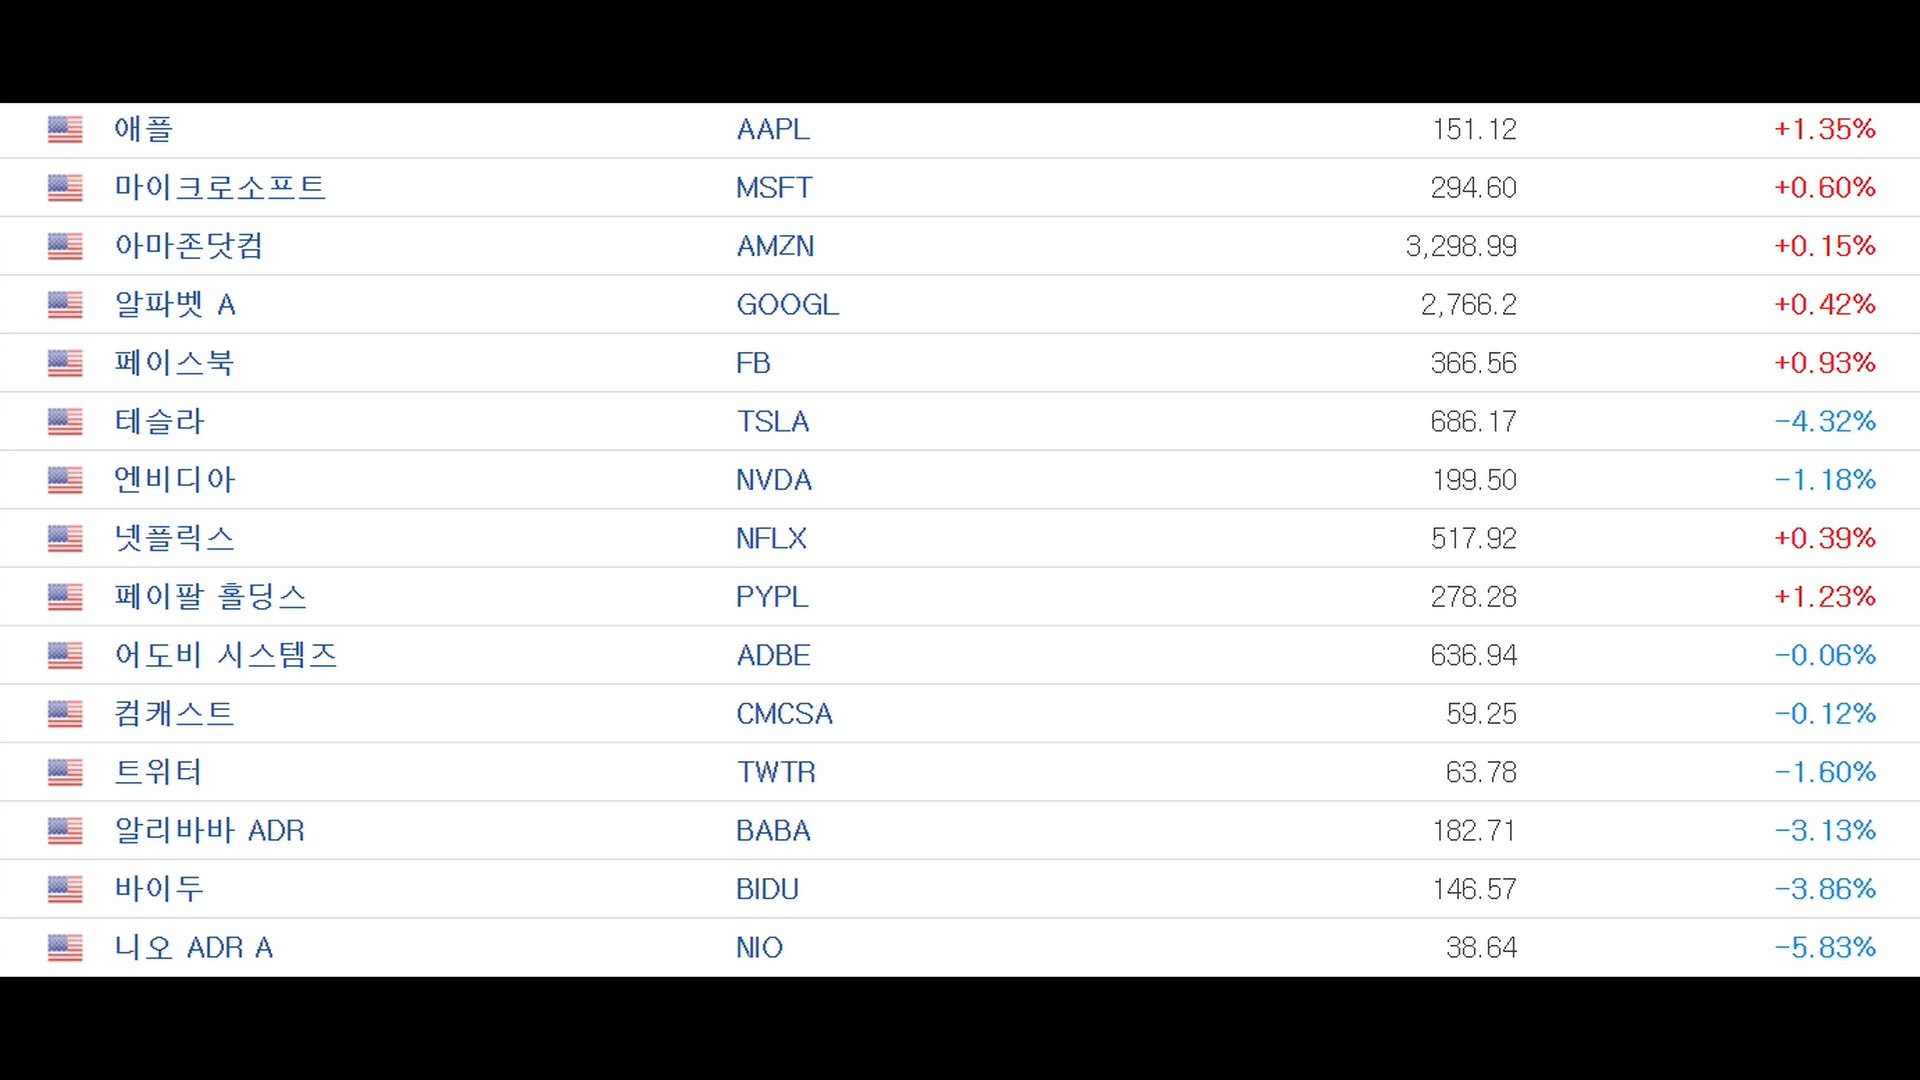 애플 AAPL 151.12 +1.35%
마이크로소프트 MSFT 294.60 +0.60%
아마존닷컴 AMZN 3,298.99 +0.15%
알파벳 A GOOGL 2,766.2 +0.42%
페이스북 FB 366.56 +0.93%
테슬라 TSLA 686.17 -4.32%
엔비디아 NVDA 199.50 -1.18%
넷플릭스 NFLX 517.92 +0.39%
페이팔 홀딩스 PYPL 278.28 +1.23%
어도비 시스템즈 ADBE 636.94 -0.06%
컴캐스트 CMCSA 59.25 -0.12%
트위터 TWTR 63.78 -1.60%
알리바바 ADR BABA 182.71 -3.13%
바이두 BIDU 146.57 -3.86%
니오 ADR A NIO 38.64 -5.83%